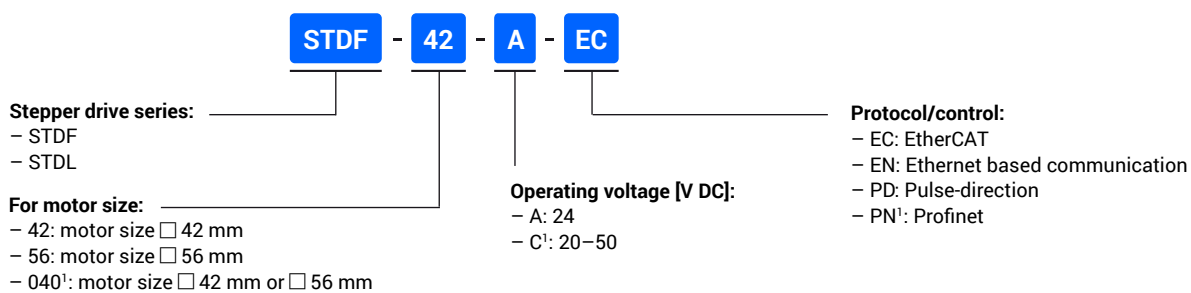 STDF - 42 - A - EC
Stepper drive series:
– STDF
– STDL
For motor size:
– 42: motor size □ 42 mm
– 56: motor size □ 56 mm
– 040¹: motor size □ 42 mm or □ 56 mm
Operating voltage [V DC]:
– A: 24
– C¹: 20–50
Protocol/control:
– EC: EtherCAT
– EN: Ethernet based communication
– PD: Pulse-direction
– PN¹: Profinet